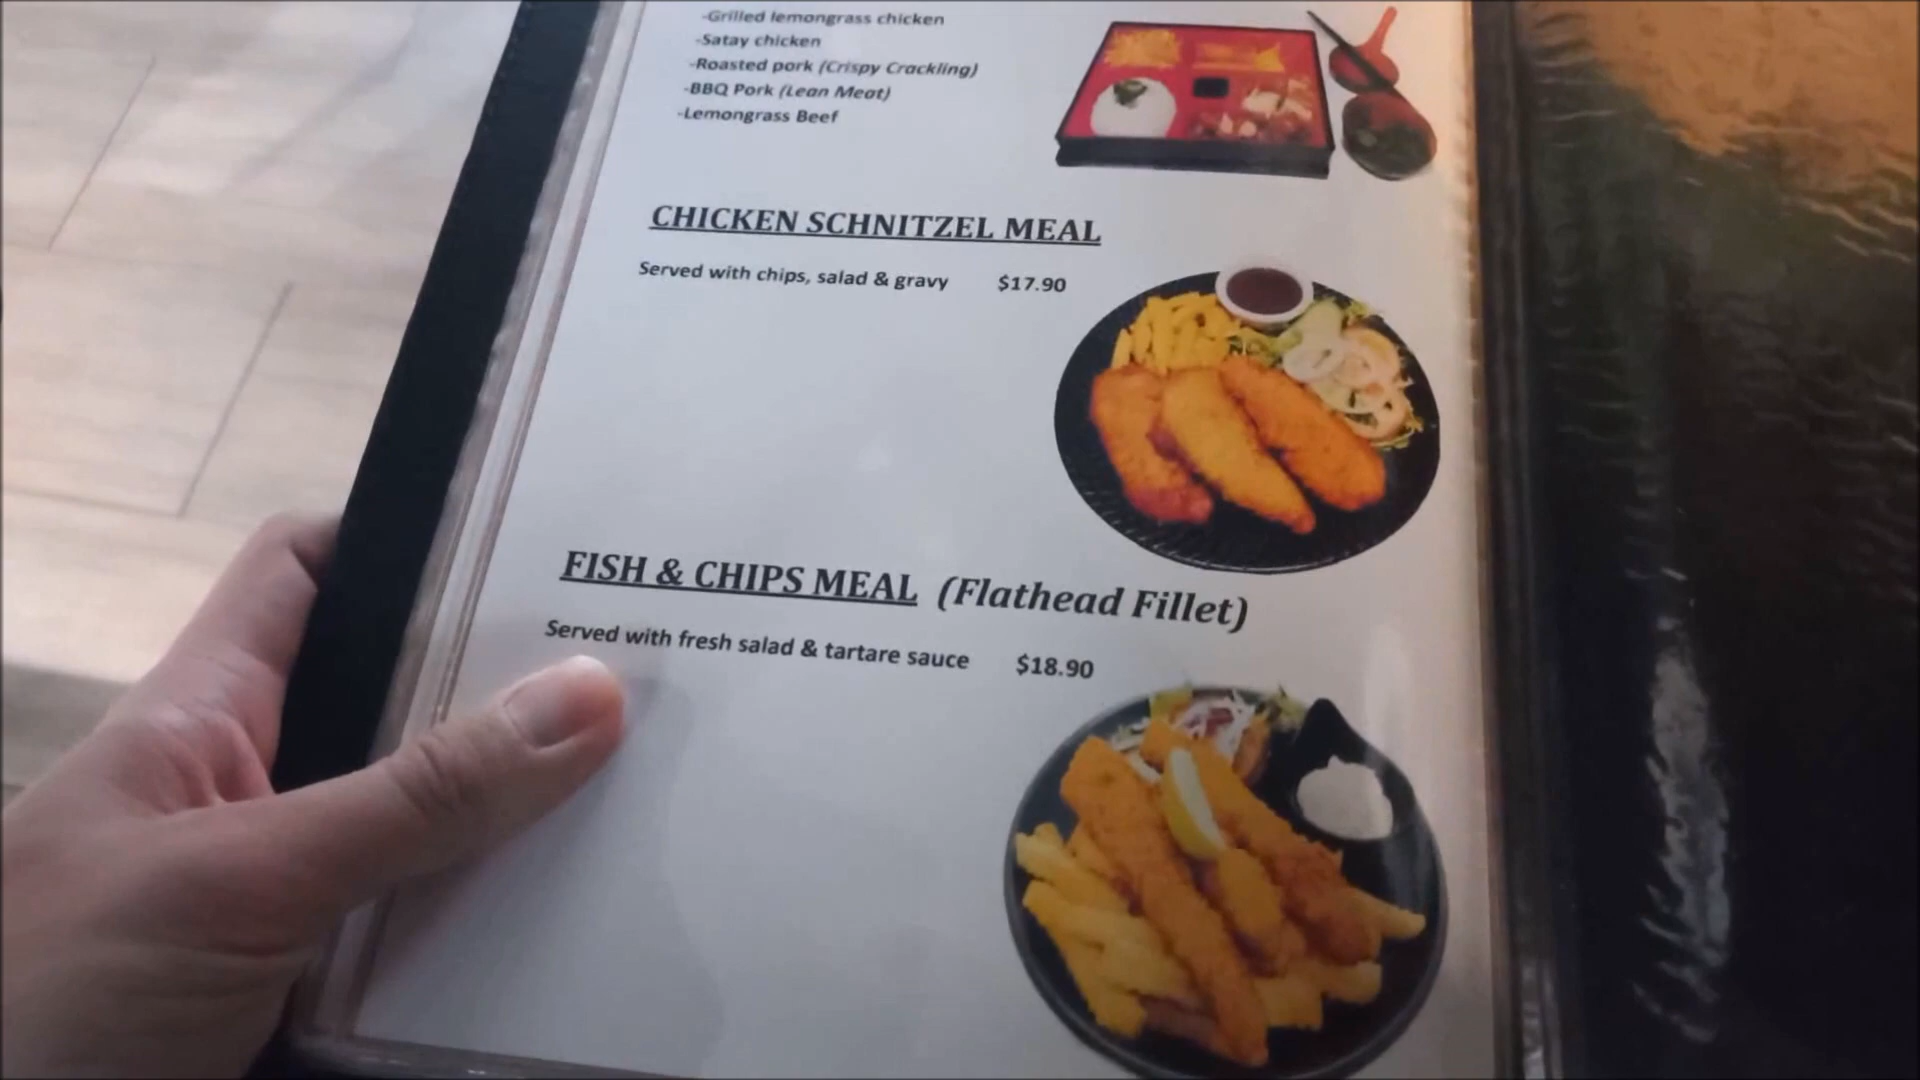 -Grilled lemongrass chicken
-Satay chicken
-Roasted pork (Crispy Crackling)
-BBQ Pork (Lean Meat)
-Lemongrass Beef
CHICKEN SCHNITZEL MEAL
Served with chips, salad & gravy $17.90
FISH & CHIPS MEAL (Flathead Fillet)
Served with fresh salad & tartare sauce $18.90